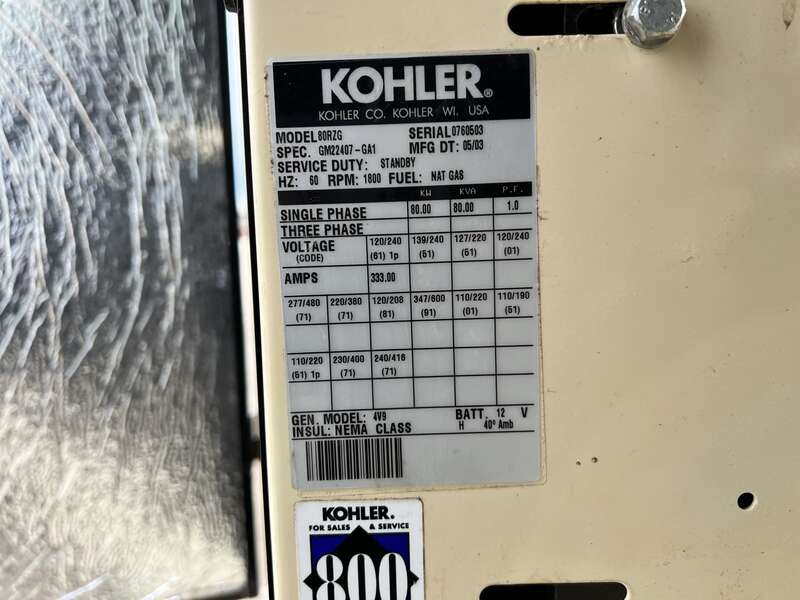 KOHLER®
KOHLER CO. KOHLER WI. USA
MODEL 80RZG SERIAL 0760503
SPEC. GM22407-GA1 MFG DT: 05/03
SERVICE DUTY: STANDBY
HZ: 60 RPM: 1800 FUEL: NAT GAS
KW KVA P.F.
SINGLE PHASE 80.00 80.00 1.0
THREE PHASE
VOLTAGE 120/240 139/240 127/220 120/240
(CODE) (61) 1p (51) (51) (01)
AMPS 333.00
277/480 220/380 120/208 347/600 110/220 110/190
(71) (71) (81) (91) (01) (51)
110/220 230/400 240/416
(61) 1p (71) (71)
GEN. MODEL: 4V9 BATT. 12 V
INSUL: NEMA CLASS H 40° Amb
KOHLER.
FOR SALES & SERVICE
800